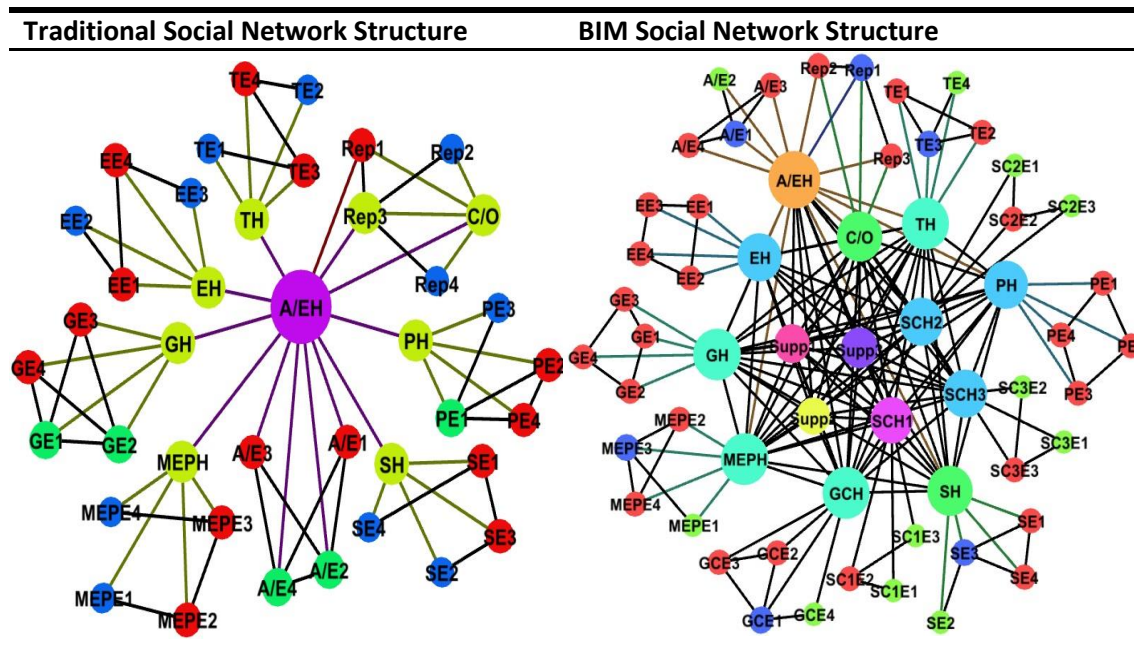 Traditional Social Network Structure
BIM Social Network Structure
TE4
TE2
TE1
TE3
TH
Rep1
Rep2
Rep3
C/O
Rep4
EE4
EE3
EE2
EE1
EH
A/EH
GE3
GH
GE4
GE1
GE2
PE3
PH
PE2
PE1
PE4
MEPH
MEPE4
MEPE3
MEPE1
MEPE2
A/E3
A/E1
A/E4
A/E2
SH
SE1
SE4
SE3
SE2
A/E2
A/E3
A/E1
A/E4
Rep2
Rep1
Rep3
TE1
TE4
TE3
TE2
A/EH
C/O
TH
SC2E1
SC2E2
SC2E3
EE3
EE1
EE4
EE2
EH
PH
PE1
PE4
PE3
SCH2
GE3
GE1
GE4
GE2
GH
Supp
Supp
upp
SCH1
SCH3
SC3E2
SC3E1
SC3E3
MEPE2
MEPE3
MEPE4
MEPE1
MEPH
GCH
SH
GCE3
GCE2
GCE1
GCE4
SC1E3
SC1E2
SC1E1
SE1
SE3
SE4
SE2